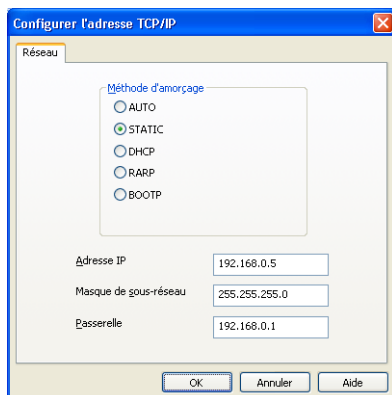 Configurer l'adresse TCP/IP
Réseau
Méthode d'amorçage
AUTO
STATIC
DHCP
RARP
BOOTP
Adresse IP 192.168.0.5
Masque de sous-réseau 255.255.255.0
Passerelle 192.168.0.1
OK Annuler Aide